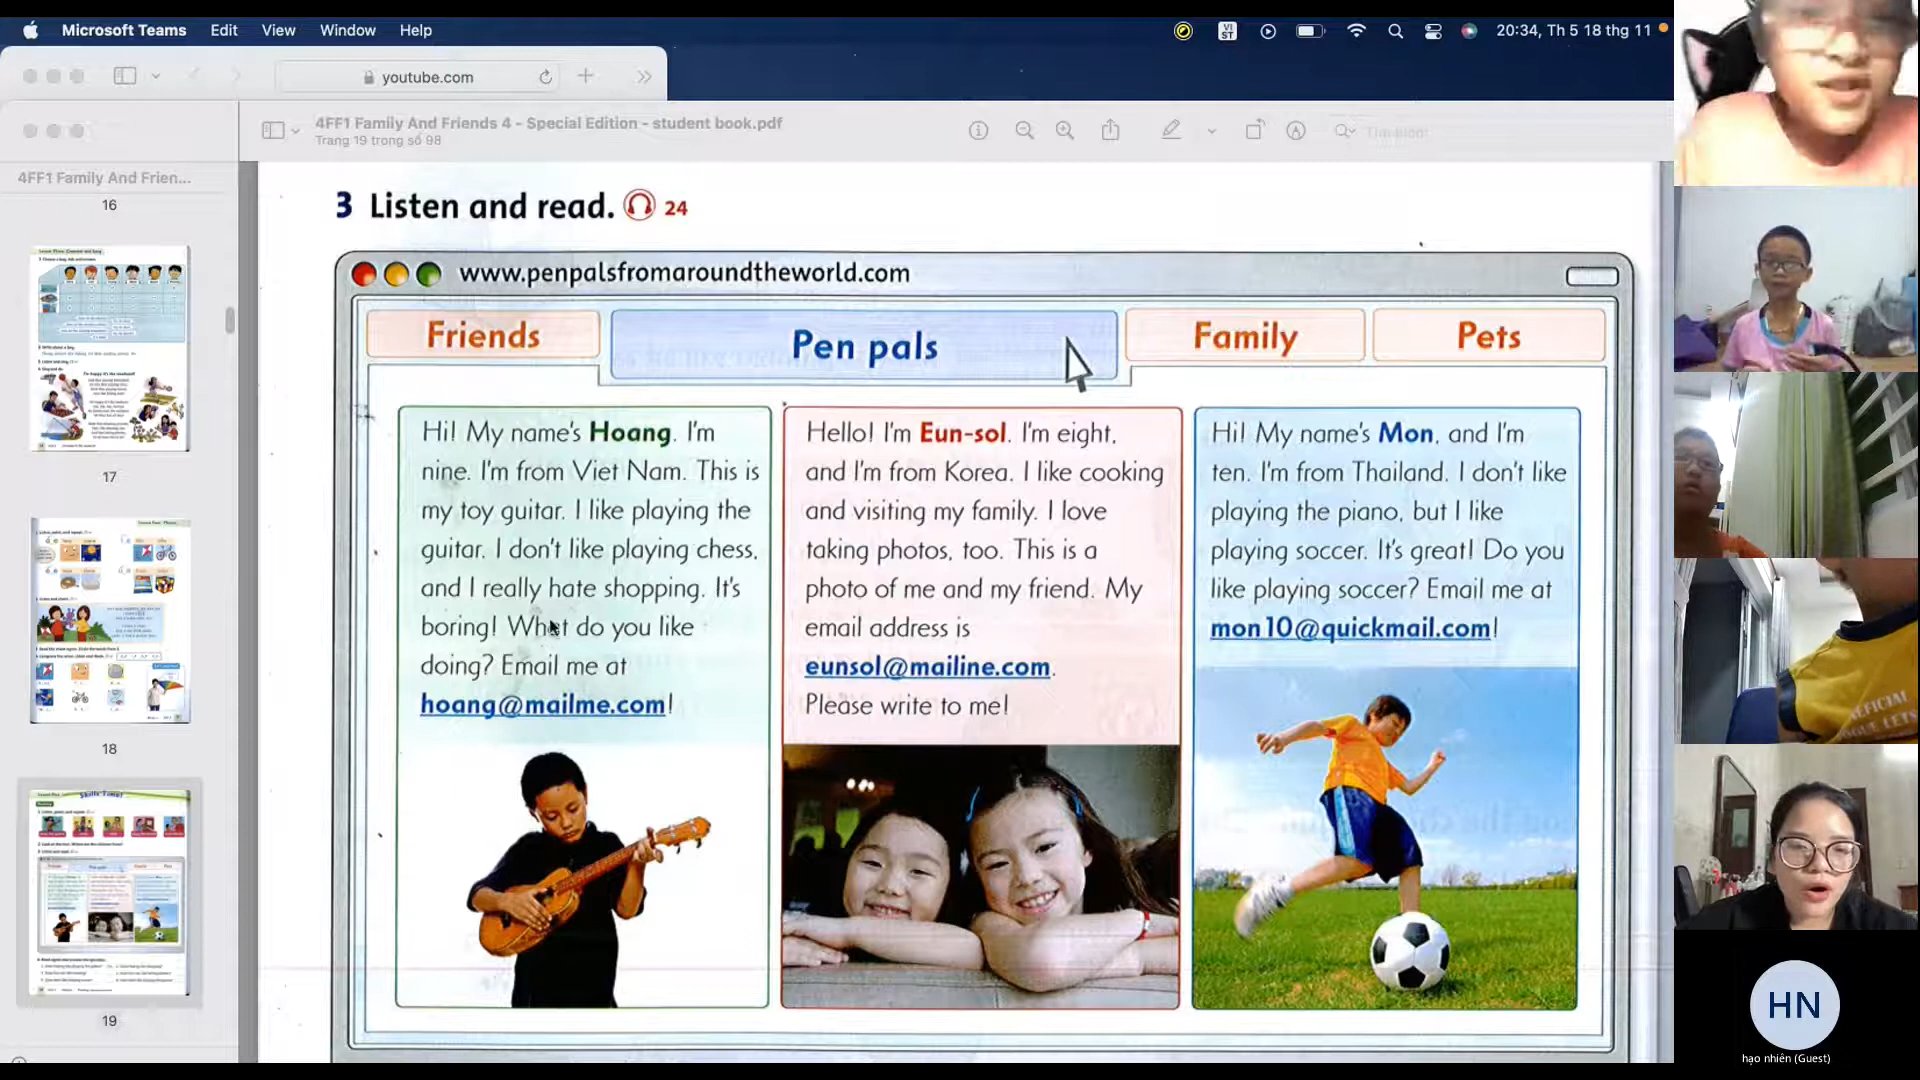 Microsoft Teams Edit View Window Help
20:34, Th 5 18 thg 11
youtube.com
4FF1 Family And Friends 4 - Special Edition - student book.pdf
Trang 19 trong số 98
4FF1 Family And Frien...
16
17
18
19
3 Listen and read. 24
www.penpalsfromaroundtheworld.com
Friends
Pen pals
Family
Pets
Hi! My name's Hoang. I'm
nine. I'm from Viet Nam. This is
my toy guitar. I like playing the
guitar. I don't like playing chess,
and I really hate shopping. It's
boring! What do you like
doing? Email me at
hoang@mailme.com!
Hello! I'm Eun-sol. I'm eight,
and I'm from Korea. I like cooking
and visiting my family. I love
taking photos, too. This is a
photo of me and my friend. My
email address is
eunsol@mailine.com.
Please write to me!
Hi! My name's Mon, and I'm
ten. I'm from Thailand. I don't like
playing the piano, but I like
playing soccer. It's great! Do you
like playing soccer? Email me at
mon10@quickmail.com!
HN
hạo nhiên (Guest)